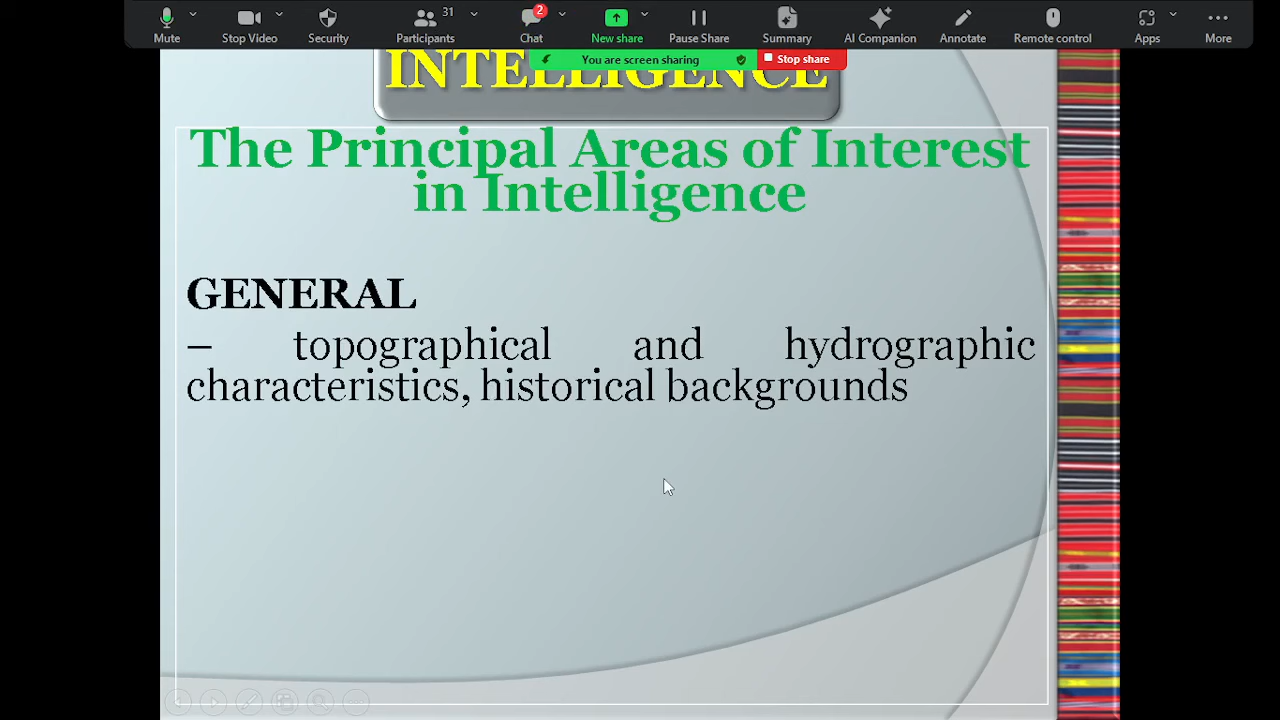 31
2
Mute
Stop Video
Security
Participants
Chat
New share
Pause Share
Summary
AI Companion
Annotate
Remote control
Apps
More
You are screen sharing
Stop share
INTELLIGENCE
The Principal Areas of Interest
in Intelligence
GENERAL
– topographical and hydrographic
characteristics, historical backgrounds